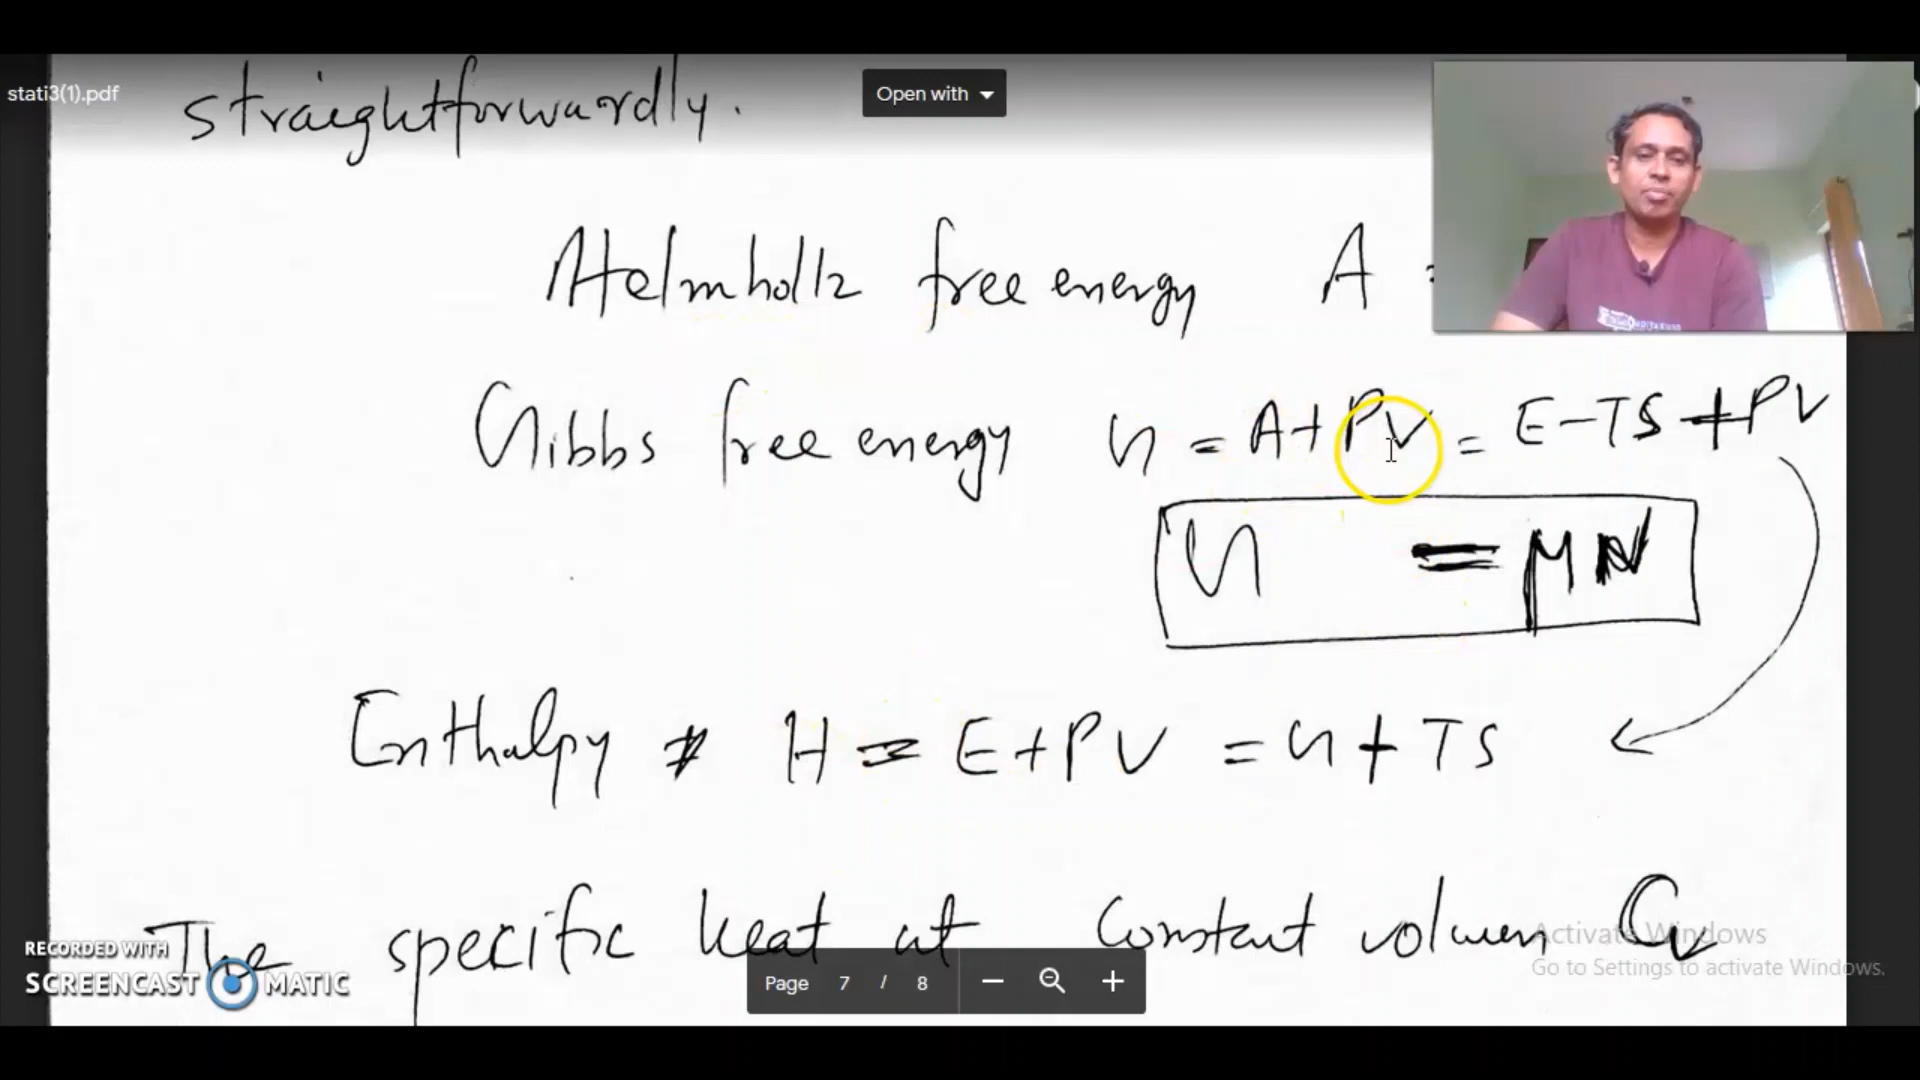 stati3(1).pdf
Open with
straightforwardly.
Helmholtz free energy A =
Gibbs free energy G = A+PV = E-TS+PV
G = μN
Enthalpy H = E+PV = G+TS
The specific heat at constant volumen Cv
Activate Windows
Go to Settings to activate Windows.
RECORDED WITH
SCREENCAST MATIC
Page 7 / 8